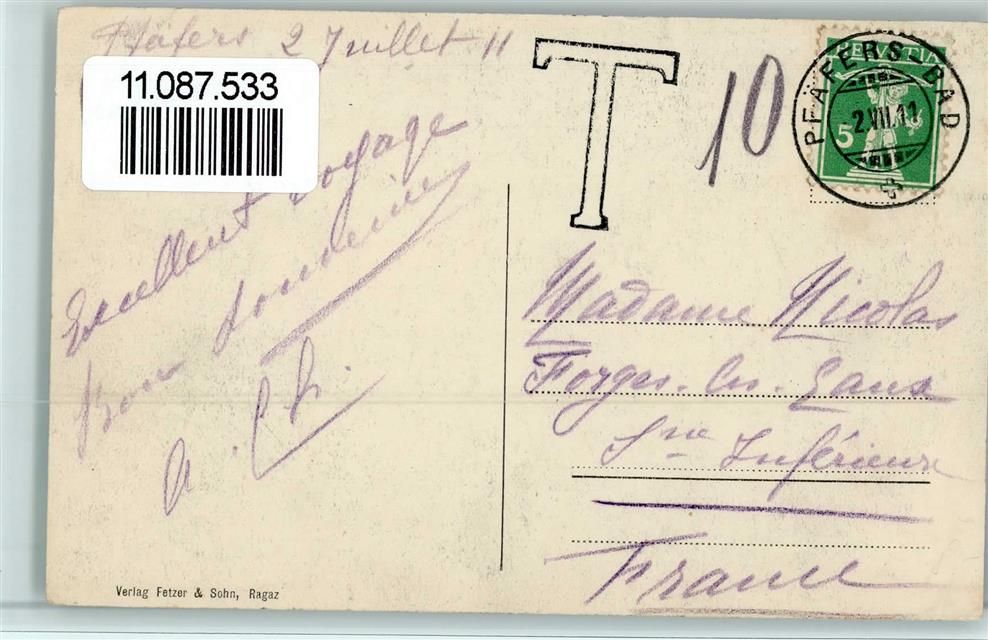 Pfäfers 2 Juillet 11
11.087.533
Excellent voyage
Bon souvenir
T 10
HELVETIA
5
PFÄFERS-BAD
2.VII.11
Madame Nicolas
Forges-les-Eaux
Sne Inférieure
France
Verlag Fetzer & Sohn, Ragaz